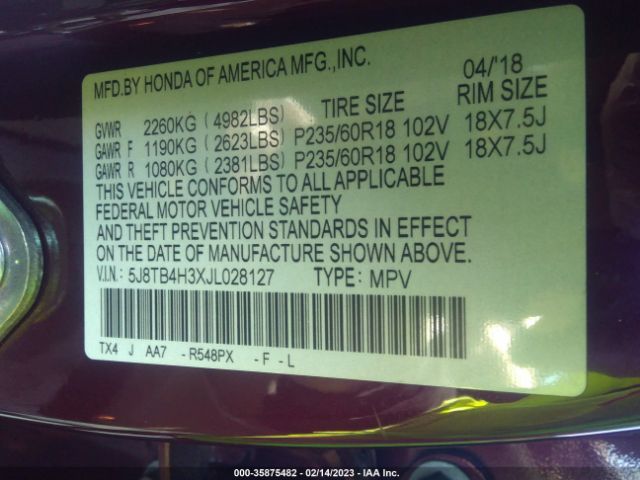 MFD.BY HONDA OF AMERICA MFG.,INC. 04/'18
TIRE SIZE RIM SIZE
GVWR 2260KG (4982LBS)
GAWR F 1190KG (2623LBS) P235/60R18 102V 18X7.5J
GAWR R 1080KG (2381LBS) P235/60R18 102V 18X7.5J
THIS VEHICLE CONFORMS TO ALL APPLICABLE
FEDERAL MOTOR VEHICLE SAFETY
AND THEFT PREVENTION STANDARDS IN EFFECT
ON THE DATE OF MANUFACTURE SHOWN ABOVE.
V.I.N.: 5J8TB4H3XJL028127 TYPE: MPV
TX4 J AA7 - R548PX - F - L
000-35875482 - 02/14/2023 - IAA Inc.